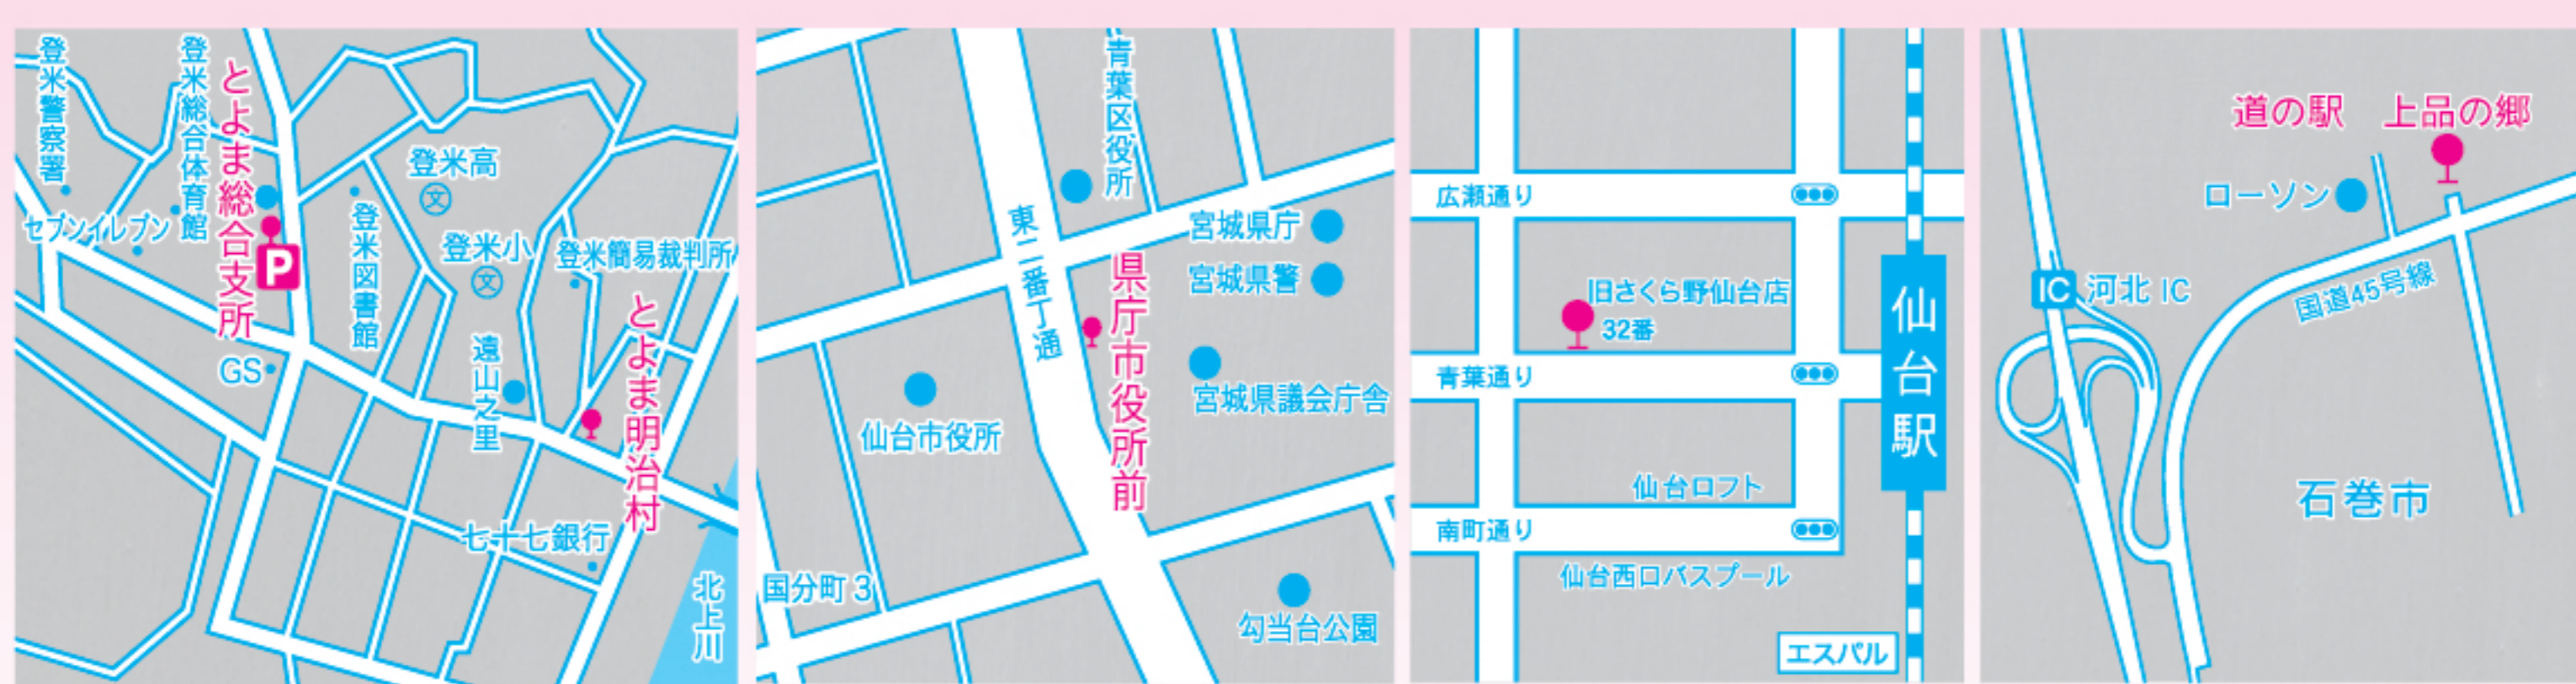 登米警察署
登米総合体育館
とよま総合支所
P
セブンイレブン
登米高
文
登米図書館
登米小
文
登米簡易裁判所
とよま明治村
GS
遠山之里
七十七銀行
北上川
青葉区役所
東二番丁通
宮城県庁
宮城県警
県庁市役所前
宮城県議会庁舎
仙台市役所
国分町3
勾当台公園
広瀬通り
旧さくら野仙台店
32番
青葉通り
仙台駅
仙台ロフト
南町通り
仙台西口バスプール
エスパル
道の駅 上品の郷
ローソン
IC 河北 IC
国道45号線
石巻市